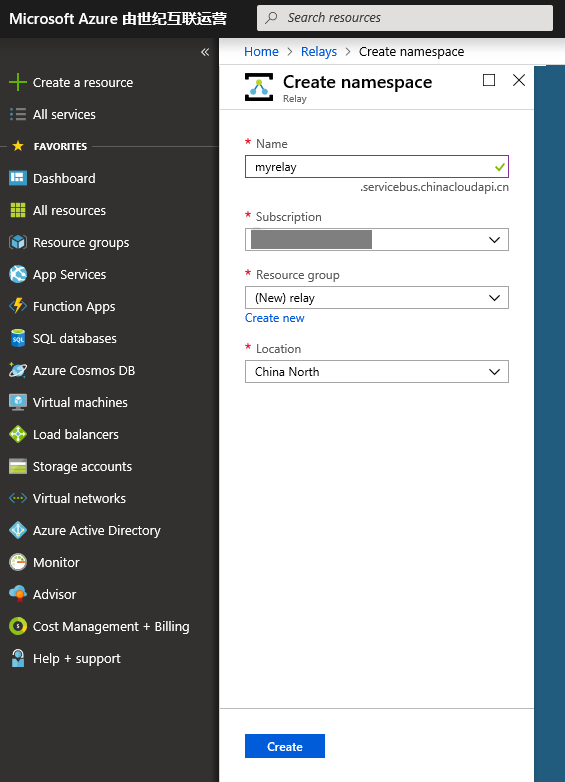 Microsoft Azure 由世纪互联运营
Search resources
«
Create a resource
All services
FAVORITES
Dashboard
All resources
Resource groups
App Services
Function Apps
SQL databases
Azure Cosmos DB
Virtual machines
Load balancers
Storage accounts
Virtual networks
Azure Active Directory
Monitor
Advisor
Cost Management + Billing
Help + support
Home > Relays > Create namespace
Create namespace
Relay
* Name
myrelay
.servicebus.chinacloudapi.cn
* Subscription
* Resource group
(New) relay
Create new
* Location
China North
Create